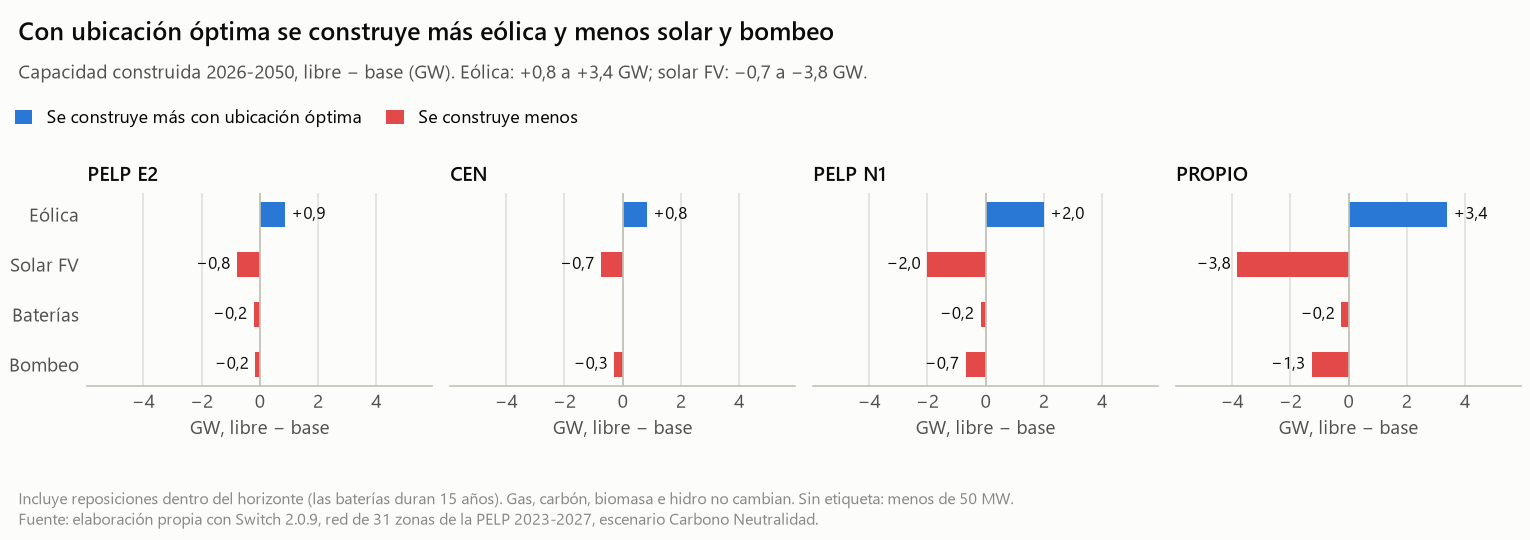 Con ubicación óptima se construye más eólica y menos solar y bombeo
Capacidad construida 2026-2050, libre − base (GW). Eólica: +0,8 a +3,4 GW; solar FV: −0,7 a −3,8 GW.
Se construye más con ubicación óptima Se construye menos
PELP E2 CEN PELP N1 PROPIO
Eólica +0,9 +0,8 +2,0 +3,4
Solar FV −0,8 −0,7 −2,0 −3,8
Baterías −0,2 −0,2 −0,2
Bombeo −0,2 −0,3 −0,7 −1,3
−4 −2 0 2 4 −4 −2 0 2 4 −4 −2 0 2 4 −4 −2 0 2 4
GW, libre − base GW, libre − base GW, libre − base GW, libre − base
Incluye reposiciones dentro del horizonte (las baterías duran 15 años). Gas, carbón, biomasa e hidro no cambian. Sin etiqueta: menos de 50 MW.
Fuente: elaboración propia con Switch 2.0.9, red de 31 zonas de la PELP 2023-2027, escenario Carbono Neutralidad.